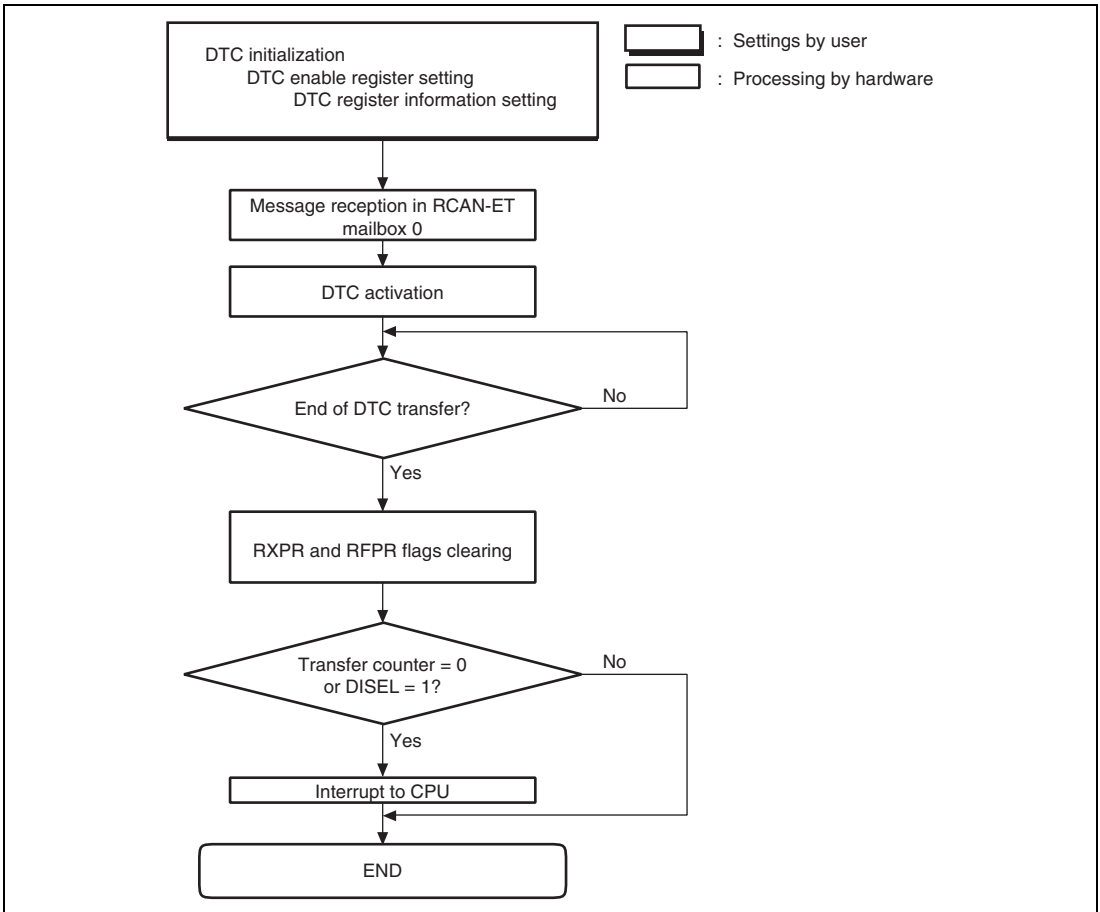 DTC initialization
DTC enable register setting
DTC register information setting
: Settings by user
: Processing by hardware
Message reception in RCAN-ET
mailbox 0
DTC activation
End of DTC transfer?
No
Yes
RXPR and RFPR flags clearing
Transfer counter = 0
or DISEL = 1?
No
Yes
Interrupt to CPU
END